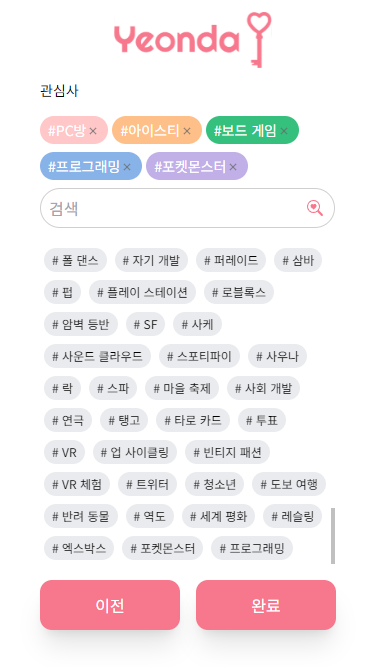 Yeonda
관심사
#PC방× #아이스티× #보드 게임×
#프로그래밍× #포켓몬스터×
검색
# 폴 댄스 # 자기 개발 # 퍼레이드 # 삼바
# 펍 # 플레이 스테이션 # 로블록스
# 암벽 등반 # SF # 사케
# 사운드 클라우드 # 스포티파이 # 사우나
# 락 # 스파 # 마을 축제 # 사회 개발
# 연극 # 탱고 # 타로 카드 # 투표
# VR # 업 사이클링 # 빈티지 패션
# VR 체험 # 트위터 # 청소년 # 도보 여행
# 반려 동물 # 역도 # 세계 평화 # 레슬링
# 엑스박스 # 포켓몬스터 # 프로그래밍
이전 완료